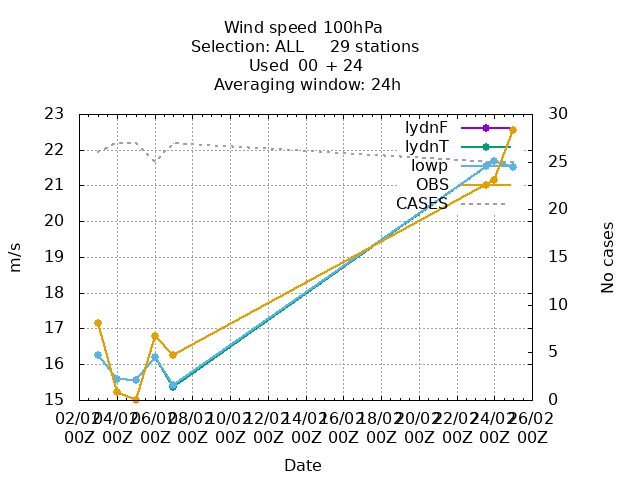 Wind speed 100hPa
Selection: ALL 29 stations
Used 00 + 24
Averaging window: 24h
23
22
21
20
19
18
17
16
15
30
25
20
15
10
5
0
m/s
No cases
lydnF
lydnT
lowp
OBS
CASES
02/02 04/02 06/02 08/02 10/02 12/02 14/02 16/02 18/02 20/02 22/02 24/02 26/02
00Z 00Z 00Z 00Z 00Z 00Z 00Z 00Z 00Z 00Z 00Z 00Z 00Z
Date